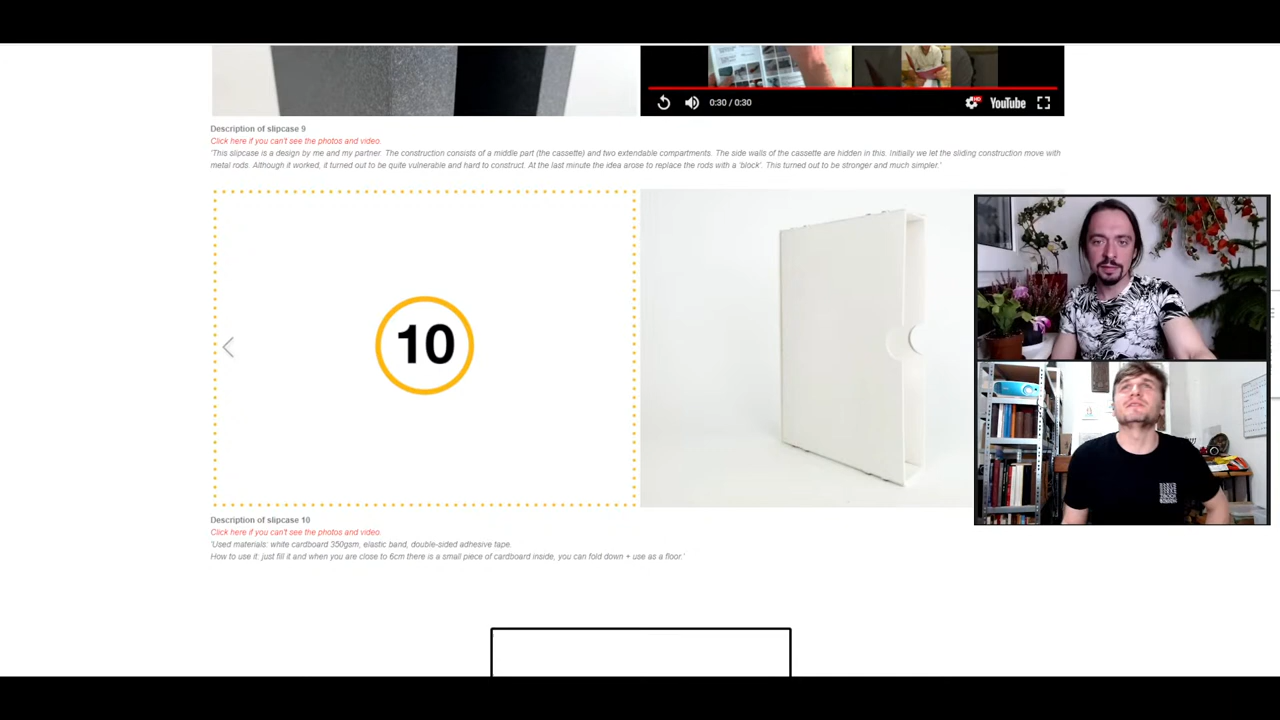 0:30 / 0:30
HD
YouTube
Description of slipcase 9
Click here if you can't see the photos and video.
'This slipcase is a design by me and my partner. The construction consists of a middle part (the cassette) and two extendable compartments. The side walls of the cassette are hidden in this. Initially we let the sliding construction move with
metal rods. Although it worked, it turned out to be quite vulnerable and hard to construct. At the last minute the idea arose to replace the rods with a 'block'. This turned out to be stronger and much simpler.'
10
Description of slipcase 10
Click here if you can't see the photos and video.
'Used materials: white cardboard 350gsm, elastic band, double-sided adhesive tape.
How to use it: just fill it and when you are close to 6cm there is a small piece of cardboard inside, you can fold down + use as a floor.'